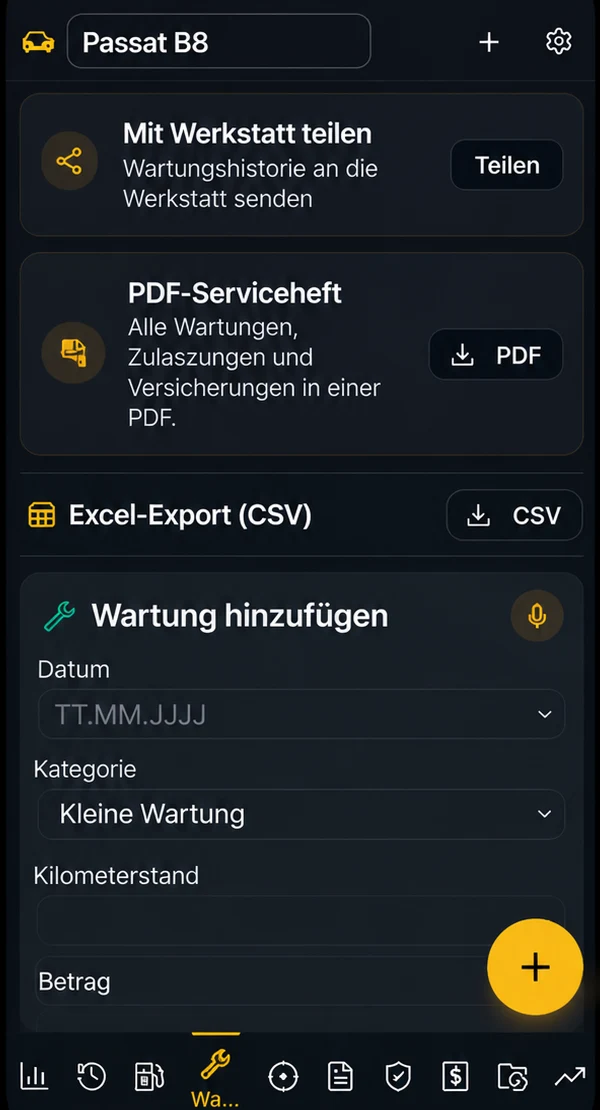 Passat B8
Mit Werkstatt teilen
Wartungshistorie an die
Werkstatt senden
Teilen
PDF-Serviceheft
Alle Wartungen,
Zulaszungen und
Versicherungen in einer
PDF.
PDF
Excel-Export (CSV)
CSV
Wartung hinzufügen
Datum
TT.MM.JJJJ
Kategorie
Kleine Wartung
Kilometerstand
Betrag
Wa...